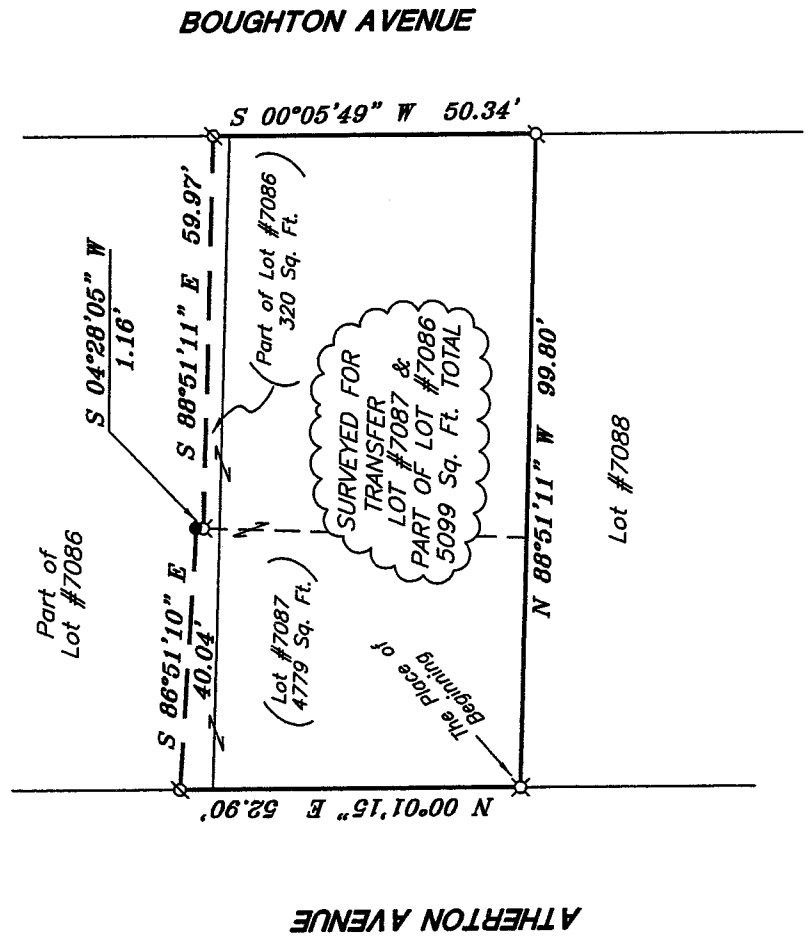 BOUGHTON AVENUE
S 00°05'49" W 50.34'
S 88°51'11" E 59.97'
(Part of Lot #7086
320 Sq. Ft.)
S 04°28'05" W
1.16'
SURVEYED FOR
TRANSFER
LOT #7087 &
PART OF LOT #7086
5099 Sq. Ft. TOTAL
N 88°51'11" W 99.80'
Lot #7088
Part of
Lot #7086
S 86°51'10" E
40.04'
(Lot #7087
4779 Sq. Ft.)
The Place of
Beginning
N 00°01'15" E 52.90'
ATHERTON AVENUE